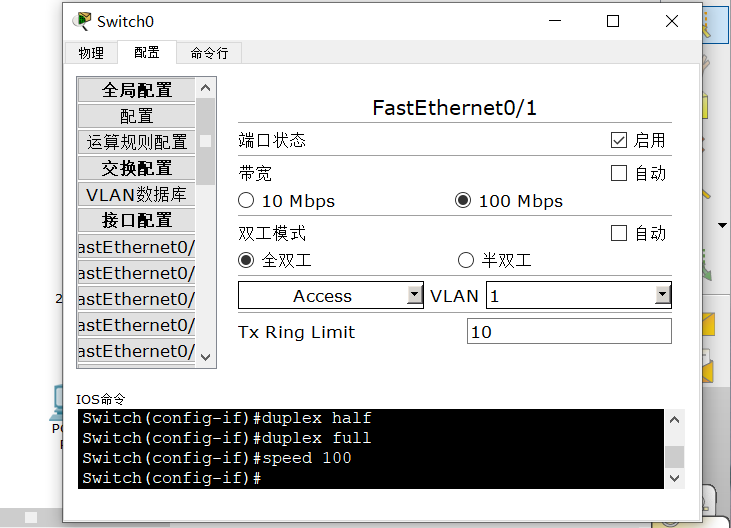 Switch0
物理 配置 命令行
全局配置
配置
运算规则配置
交换配置
VLAN数据库
接口配置
astEthernet0/
astEthernet0/
astEthernet0/
astEthernet0/
astEthernet0/
FastEthernet0/1
端口状态 启用
带宽 自动
10 Mbps 100 Mbps
双工模式 自动
全双工 半双工
Access VLAN 1
Tx Ring Limit 10
IOS命令
Switch(config-if)#duplex half
Switch(config-if)#duplex full
Switch(config-if)#speed 100
Switch(config-if)#
2